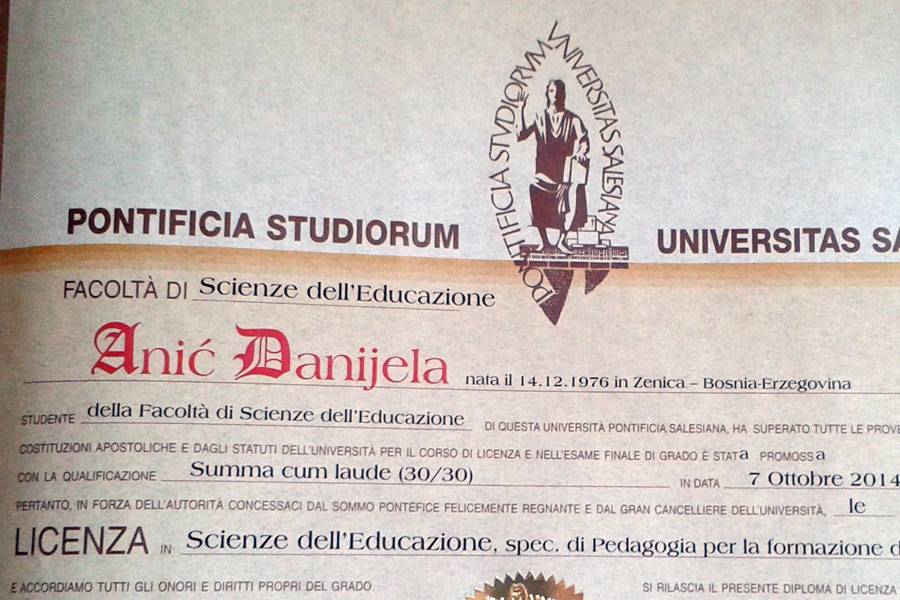 PONTIFICIA STUDIORUM UNIVERSITAS SALESIANA
PONTIFICIA STUDIORUM UNIVERSITAS SA
FACOLTÀ DI Scienze dell'Educazione
Anić Danijela nata il 14.12.1976 in Zenica – Bosnia-Erzegovina
STUDENTE della Facoltà di Scienze dell'Educazione DI QUESTA UNIVERSITÀ PONTIFICIA SALESIANA, HA SUPERATO TUTTE LE PROVE
COSTITUZIONI APOSTOLICHE E DAGLI STATUTI DELL'UNIVERSITÀ PER IL CORSO DI LICENZA E NELL'ESAME FINALE DI GRADO È STATa PROMOSSa
CON LA QUALIFICAZIONE Summa cum laude (30/30) IN DATA 7 Ottobre 2014
PERTANTO, IN FORZA DELL'AUTORITÀ CONCESSACI DAL SOMMO PONTEFICE FELICEMENTE REGNANTE E DAL GRAN CANCELLIERE DELL'UNIVERSITÀ, le
LICENZA IN Scienze dell'Educazione, spec. di Pedagogia per la formazione d
E ACCORDIAMO TUTTI GLI ONORI E DIRITTI PROPRI DEL GRADO. SI RILASCIA IL PRESENTE DIPLOMA DI LICENZA